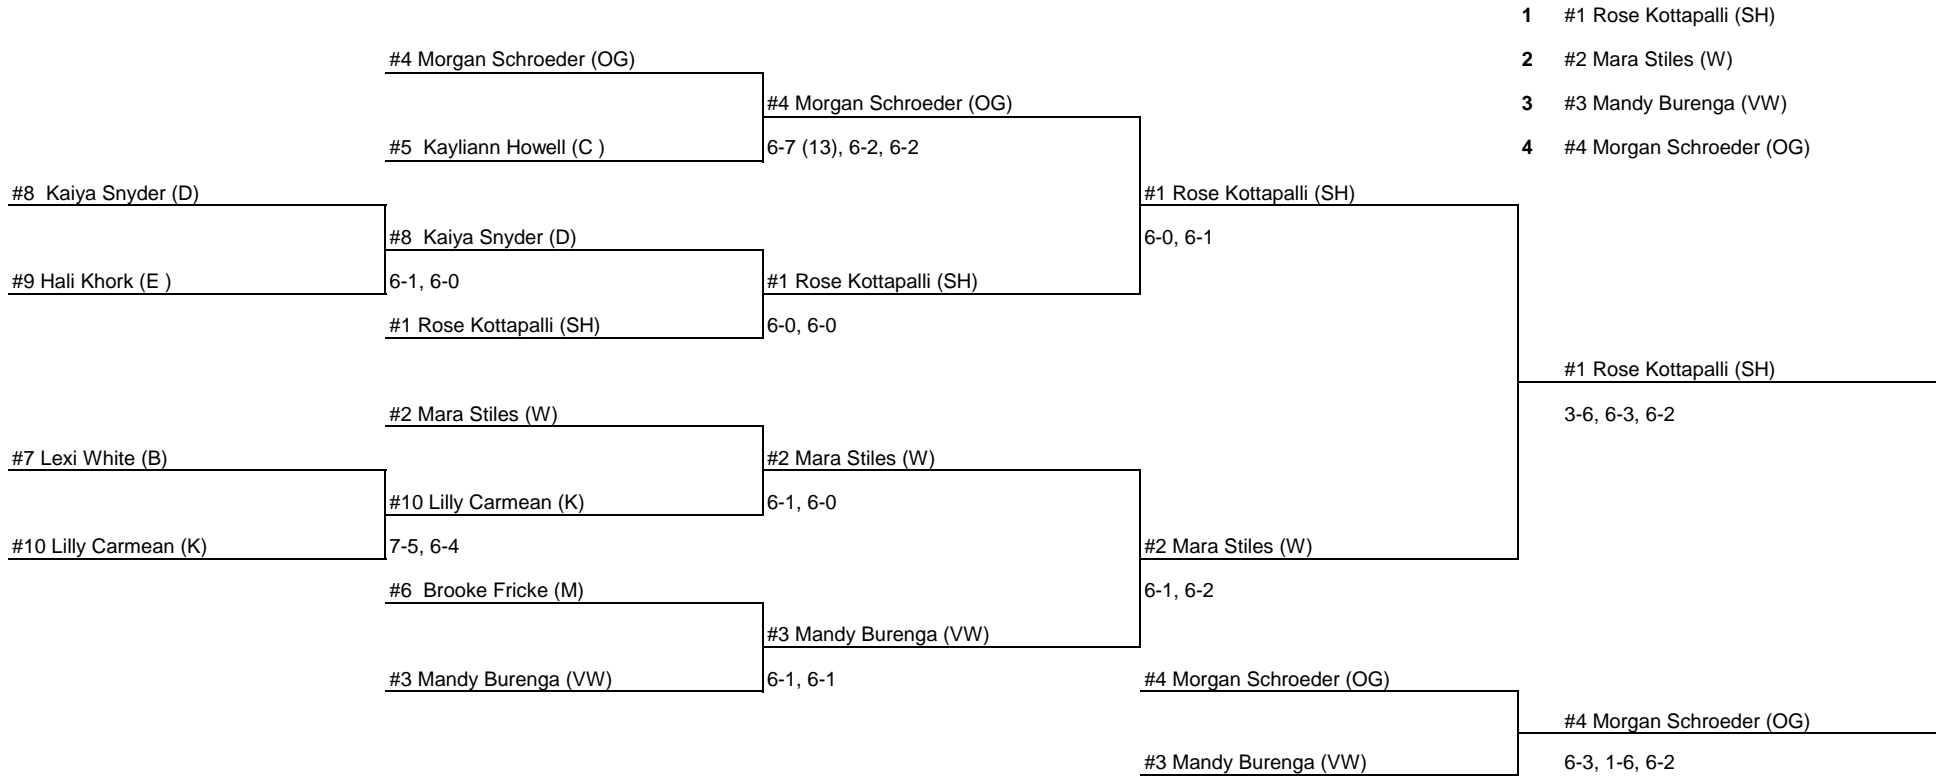 1 #1 Rose Kottapalli (SH)
#4 Morgan Schroeder (OG) 2 #2 Mara Stiles (W)
#4 Morgan Schroeder (OG) 3 #3 Mandy Burenga (VW)
#5 Kayliann Howell (C ) 6-7 (13), 6-2, 6-2 4 #4 Morgan Schroeder (OG)
#8 Kaiya Snyder (D) #1 Rose Kottapalli (SH)
#8 Kaiya Snyder (D) 6-0, 6-1
#9 Hali Khork (E ) 6-1, 6-0 #1 Rose Kottapalli (SH)
#1 Rose Kottapalli (SH) 6-0, 6-0
#1 Rose Kottapalli (SH)
#2 Mara Stiles (W) 3-6, 6-3, 6-2
#7 Lexi White (B) #2 Mara Stiles (W)
#10 Lilly Carmean (K) 6-1, 6-0
#10 Lilly Carmean (K) 7-5, 6-4 #2 Mara Stiles (W)
#6 Brooke Fricke (M) 6-1, 6-2
#3 Mandy Burenga (VW)
#3 Mandy Burenga (VW) 6-1, 6-1 #4 Morgan Schroeder (OG)
#4 Morgan Schroeder (OG)
#3 Mandy Burenga (VW) 6-3, 1-6, 6-2